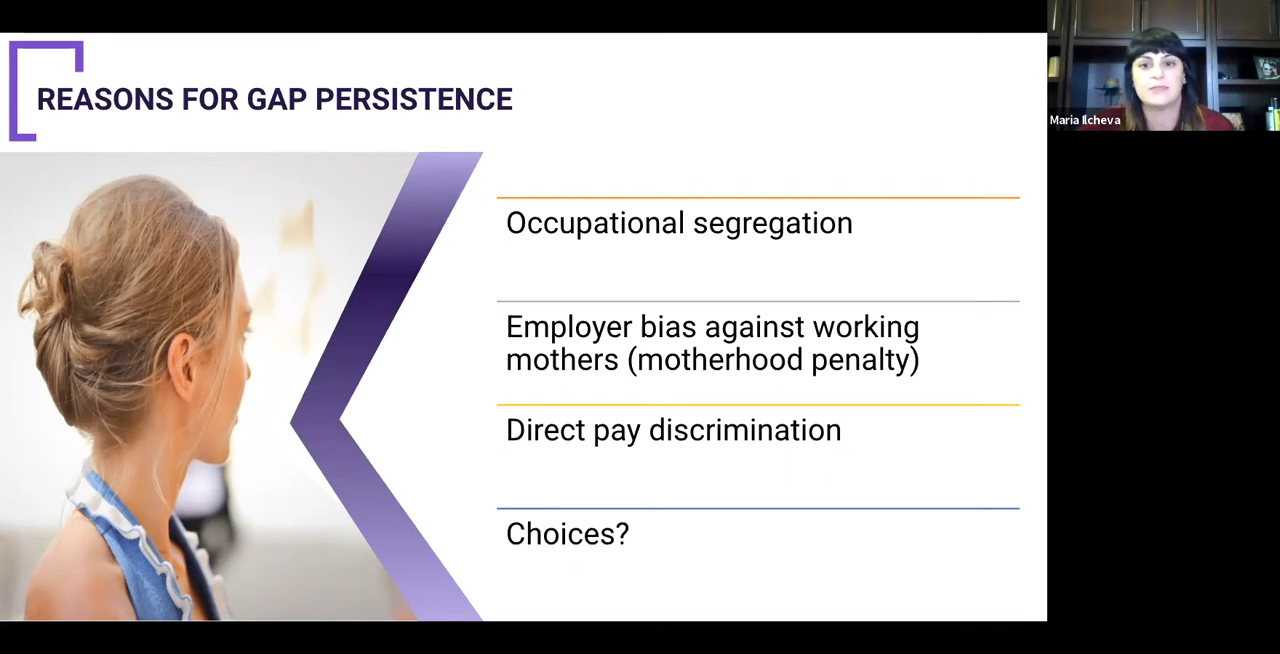 REASONS FOR GAP PERSISTENCE
Maria Ilcheva
Occupational segregation
Employer bias against working
mothers (motherhood penalty)
Direct pay discrimination
Choices?